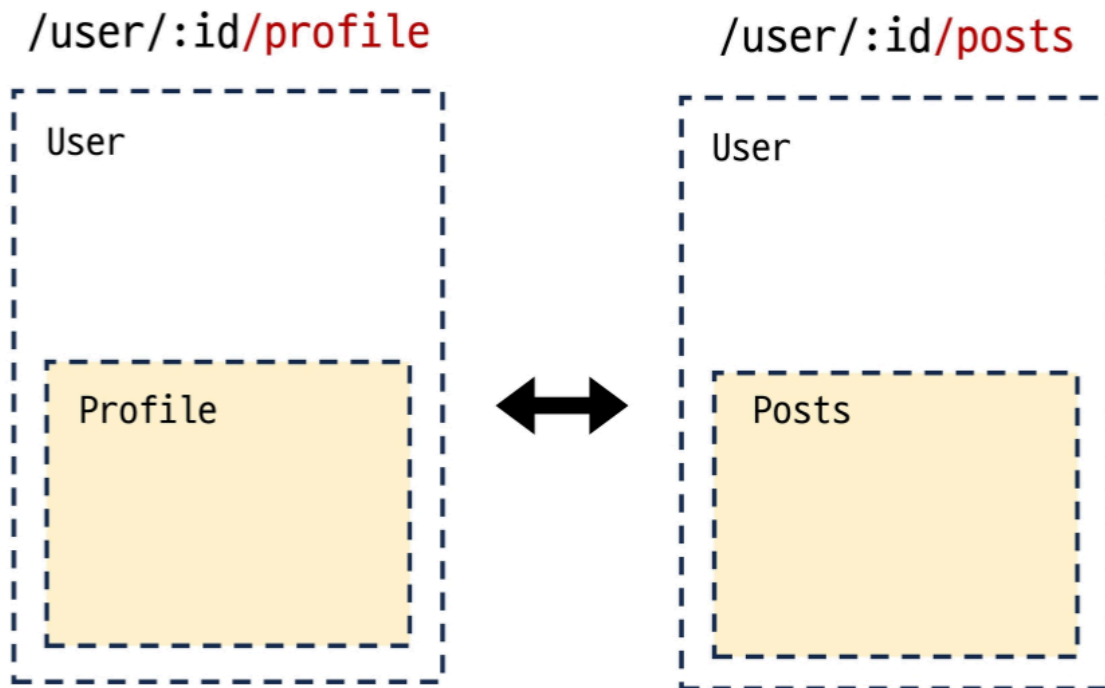 /user/:id/profile
/user/:id/posts
User
User
Profile
Posts